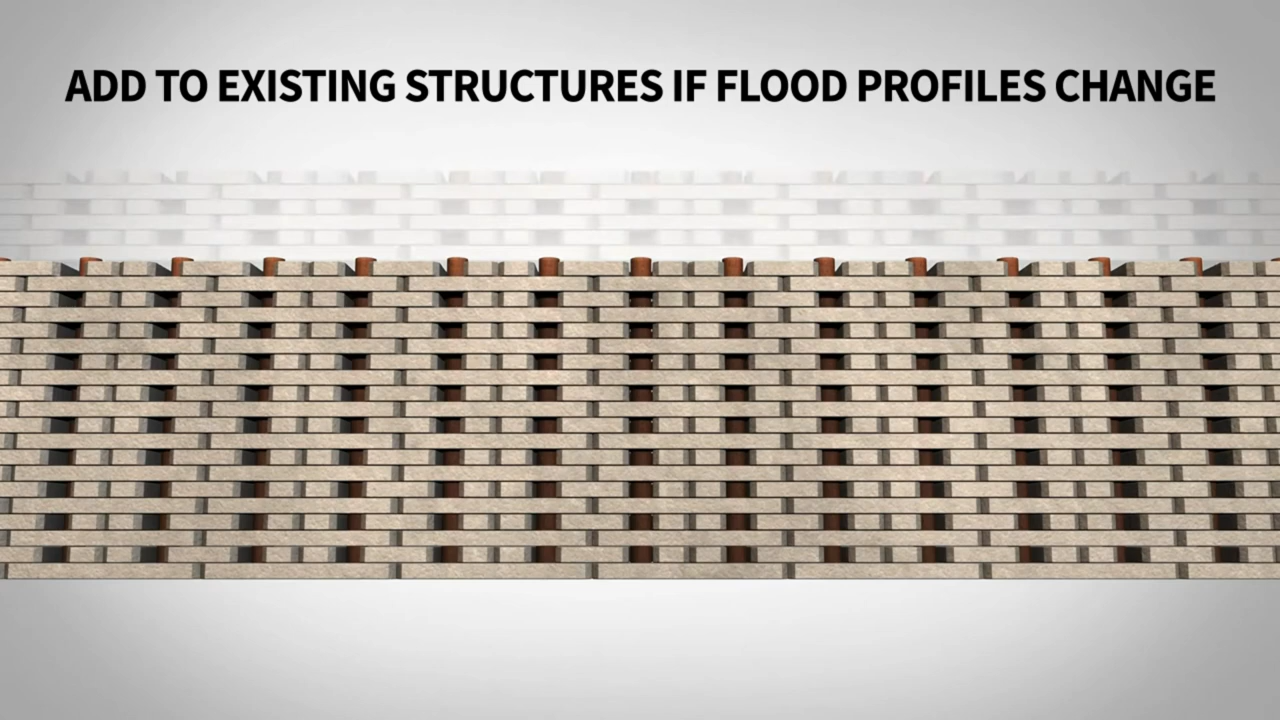 ADD TO EXISTING STRUCTURES IF FLOOD PROFILES CHANGE